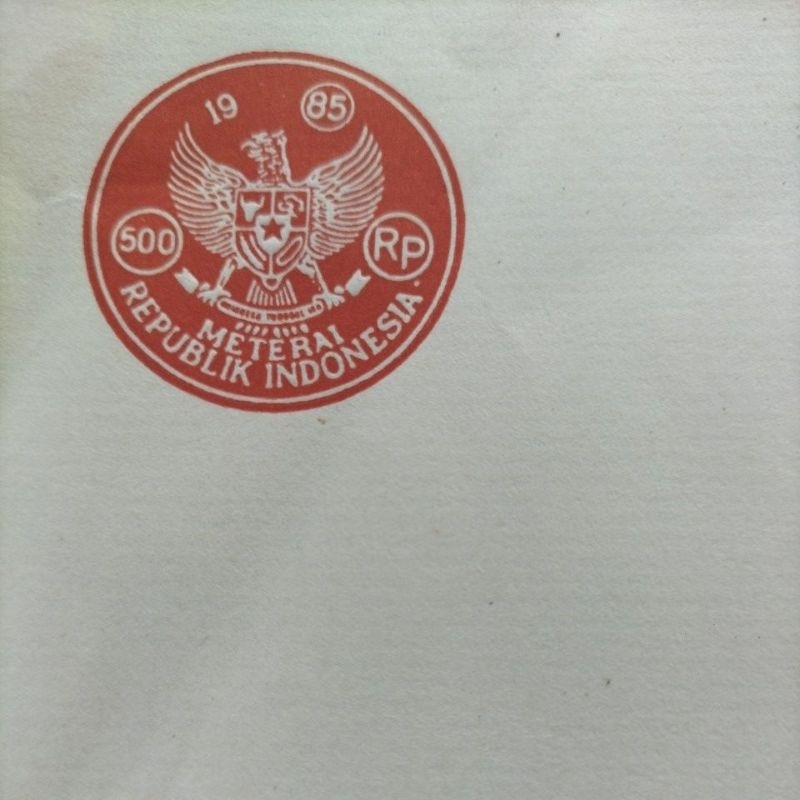 19 85
500 RP
METERAI
REPUBLIK INDONESIA